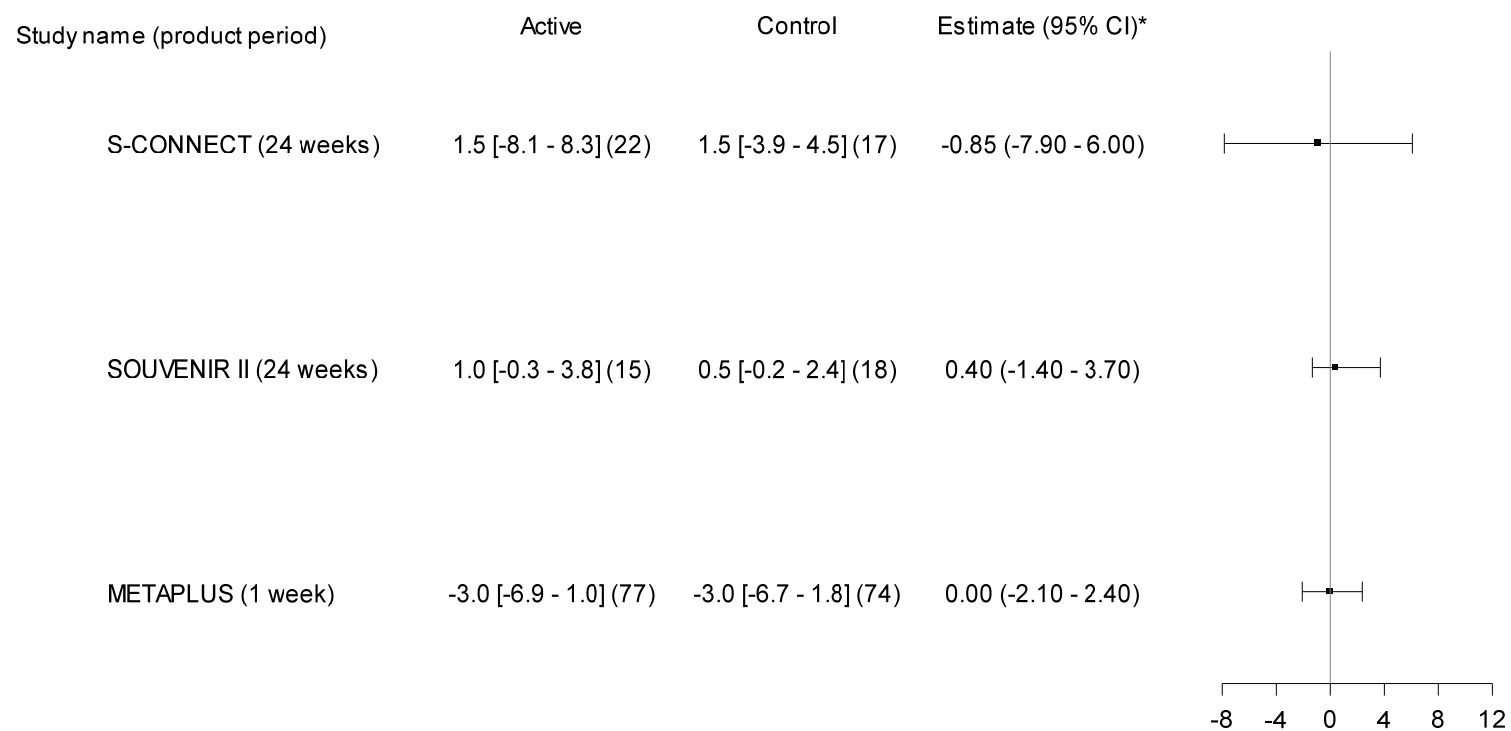 Study name (product period) Active Control Estimate (95% CI)*
S-CONNECT (24 weeks) 1.5 [-8.1 - 8.3] (22) 1.5 [-3.9 - 4.5] (17) -0.85 (-7.90 - 6.00)
SOUVENIR II (24 weeks) 1.0 [-0.3 - 3.8] (15) 0.5 [-0.2 - 2.4] (18) 0.40 (-1.40 - 3.70)
METAPLUS (1 week) -3.0 [-6.9 - 1.0] (77) -3.0 [-6.7 - 1.8] (74) 0.00 (-2.10 - 2.40)
-8 -4 0 4 8 12